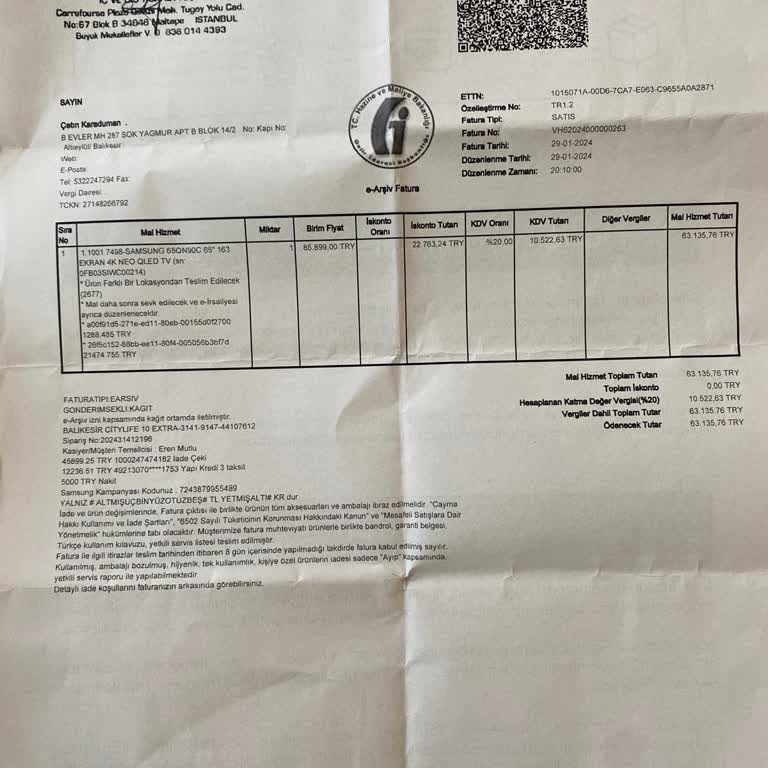 Carrefoursa Plaza Mah. Tugay Yolu Cad.
No:67 Blok B 34846 Maltepe ISTANBUL
Buyuk Mukellefler V. D 836 014 4393
SAYIN
Çetin Karaduman .
B EVLER MH 267 SOK YAGMUR APT B BLOK 14/2 No: Kapı No:
Altıeylül/ Balıkesir
Web:
E-Posta:
Tel: 5322247294 Fax:
Vergi Dairesi:
TCKN: 27148266792
T.C. Hazine ve Maliye Bakanlığı
Gelir İdaresi Başkanlığı
e-Arşiv Fatura
ETTN: 1015071A-00D6-7CA7-E063-C9655A0A2871
Özelleştirme No: TR1.2
Fatura Tipi: SATIS
Fatura No: VH62024000000263
Fatura Tarihi: 29-01-2024
Düzenlenme Tarihi: 29-01-2024
Düzenlenme Zamanı: 20:10:00
Sıra No Mal Hizmet Miktar Birim Fiyat İskonto Oranı İskonto Tutarı KDV Oranı KDV Tutarı Diğer Vergiler Mal Hizmet Tutarı
1 1.1001.7498-SAMSUNG 65QN90C 65" 163 1 85.899,00 TRY 22 763,24 TRY %20,00 10.522,63 TRY 63.135,76 TRY
EKRAN 4K NEO QLED TV (sn:
0FB03SIWC00214)
* Ürün Farklı Bir Lokasyondan Teslim Edilecek
(2677)
* Mal daha sonra sevk edilecek ve e-İrsaliyesi
ayrıca düzenlenecektir.
* a00f91d5-271e-ed11-80eb-00155d0f2700
1288.485 TRY
* 26f5c152-88bb-ee11-80f4-005056b3bf7d
21474.755 TRY
Mal Hizmet Toplam Tutarı 63.135,76 TRY
Toplam İskonto 0,00 TRY
Hesaplanan Katma Değer Vergisi(%20) 10.522,63 TRY
Vergiler Dahil Toplam Tutar 63.135,76 TRY
Ödenecek Tutar 63.135,76 TRY
FATURATIPI:EARSIV
GONDERIMSEKLI:KAGIT
e-Arşiv izni kapsamında kağıt ortamda iletilmiştir.
BALIKESİR CİTYLİFE 10 EXTRA-3141-9147-44107612
Sipariş No:202431412196
Kasiyer/Müşteri Temsilcisi : Eren Mutlu
45899.25 TRY 1000247474182 İade Çeki
12236.51 TRY 49213070****1753 Yapı Kredi 3 taksit
5000 TRY Nakit
Samsung Kampanyası Kodunuz : 7243879955489
YALNIZ # ALTMIŞÜÇBİNYÜZOTUZBEŞ# TL YETMİŞALTI# KR dur
İade ve ürün değişimlerinde, Fatura çıktısı ile birlikte ürünün tüm aksesuarları ve ambalajı ibraz edilmelidir. "Cayma
Hakkı Kullanımı ve İade Şartları", "6502 Sayılı Tüketicinin Korunması Hakkındaki Kanun" ve "Mesafeli Satışlara Dair
Yönetmelik" hükümlerine tabi olacaktır. Müşterimize fatura muhteviyatı ürünlerle birlikte bandrol, garanti belgesi,
Türkçe kullanım kılavuzu, yetkili servis listesi teslim edilmiştir.
Fatura ile ilgili itirazlar teslim tarihinden itibaren 8 gün içerisinde yapılmadığı takdirde fatura kabul edilmiş sayılır.
Kullanılmış, ambalajı bozulmuş, hijyenik, tek kullanımlık, kişiye özel ürünlerin iadesi sadece "Ayıp" kapsamında,
yetkili servis raporu ile yapılabilmektedir
Detaylı iade koşullarını faturanızın arkasında görebilirsiniz.